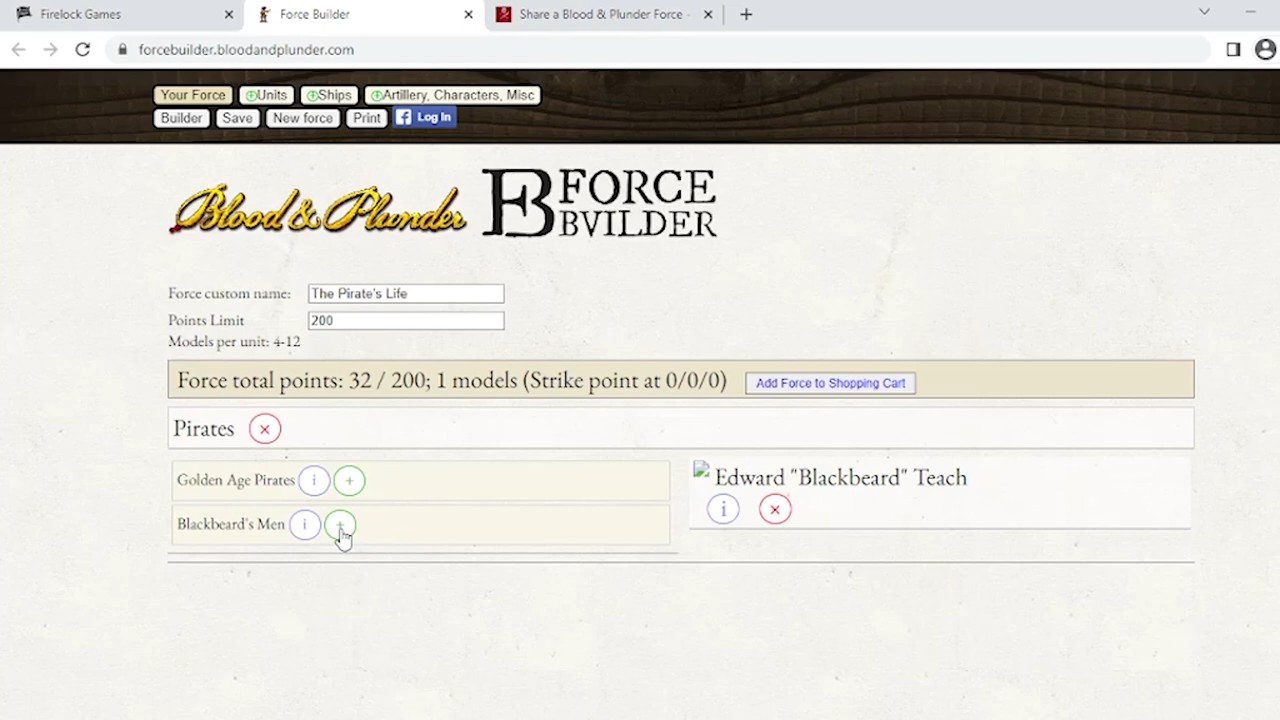 Firelock Games
Force Builder
Share a Blood & Plunder Force -
forcebuilder.bloodandplunder.com
Your Force
Units
Ships
Artillery, Characters, Misc
Builder
Save
New force
Print
Log In
Blood & Plunder
FB FORCE
BVILDER
Force custom name: The Pirate's Life
Points Limit 200
Models per unit: 4-12
Force total points: 32 / 200; 1 models (Strike point at 0/0/0) Add Force to Shopping Cart
Pirates
Golden Age Pirates
Blackbeard's Men
Edward "Blackbeard" Teach